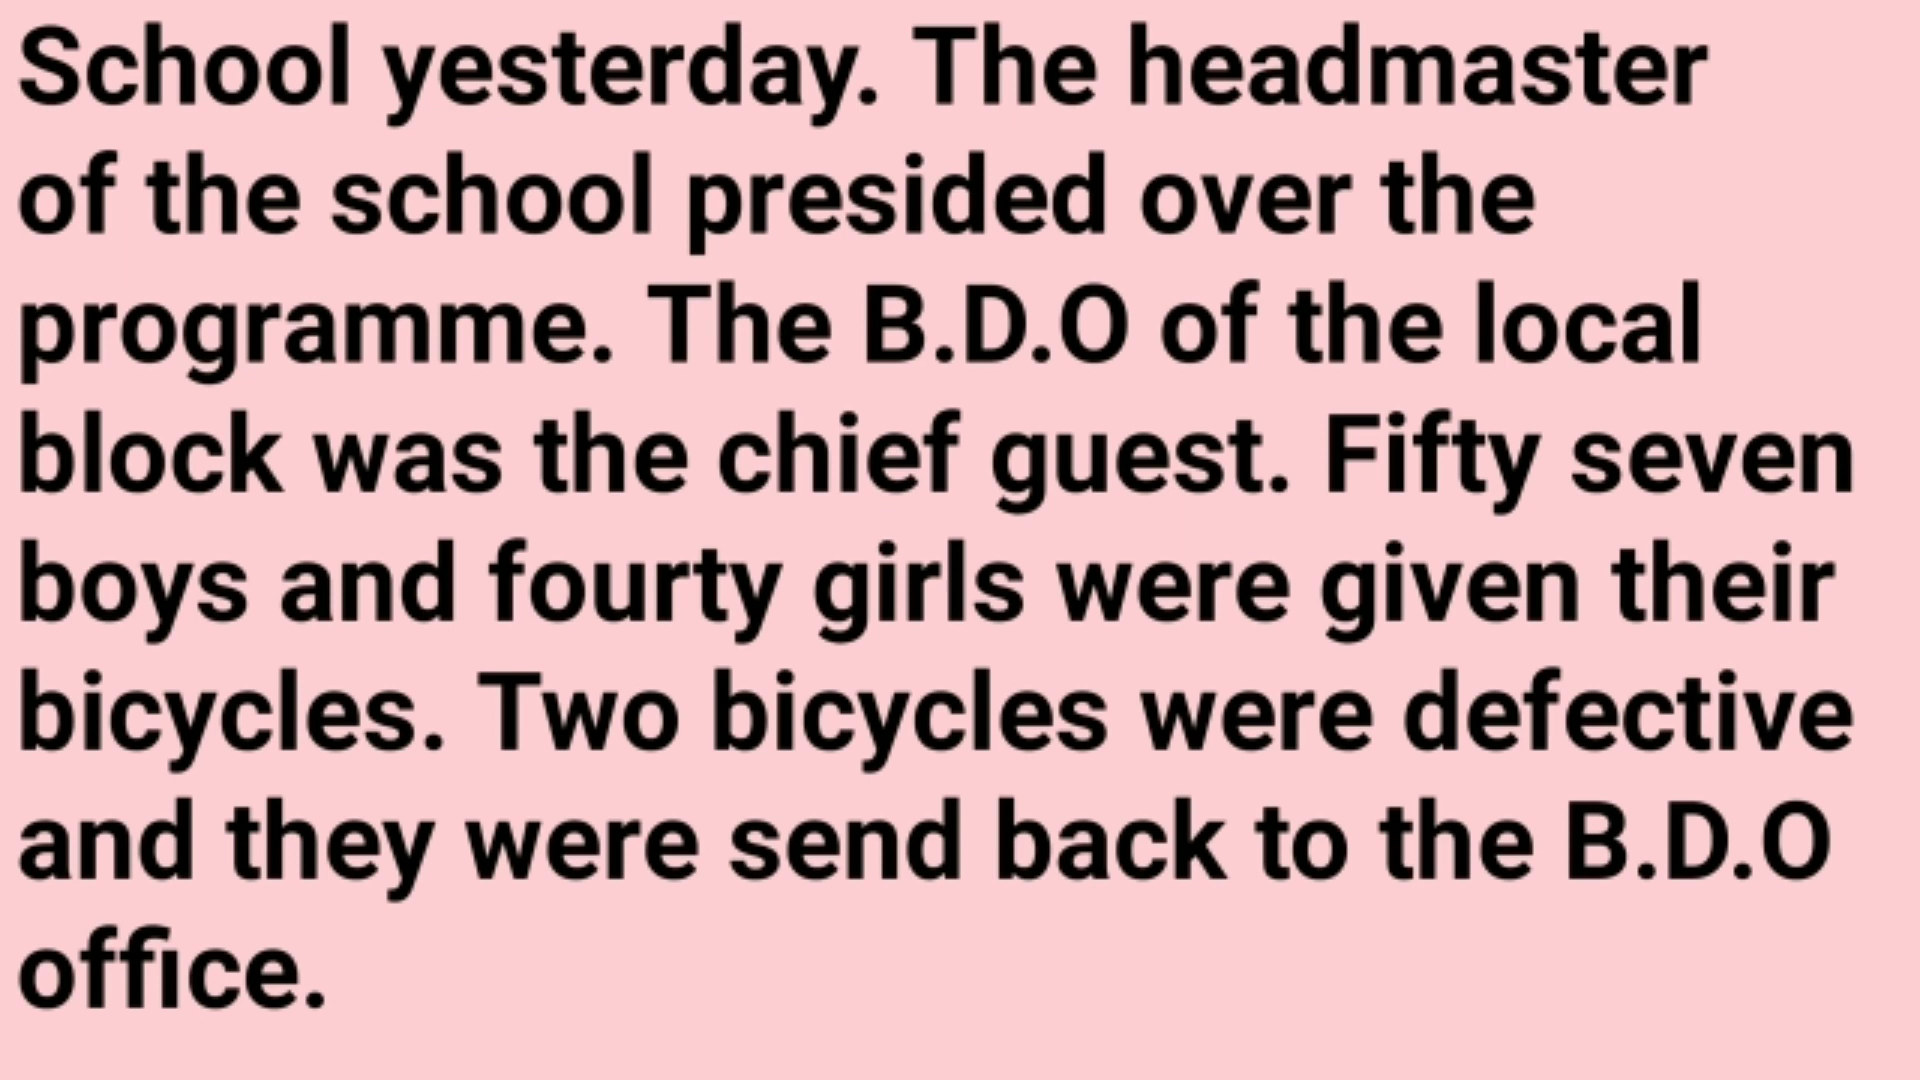 School yesterday. The headmaster
of the school presided over the
programme. The B.D.O of the local
block was the chief guest. Fifty seven
boys and fourty girls were given their
bicycles. Two bicycles were defective
and they were send back to the B.D.O
office.